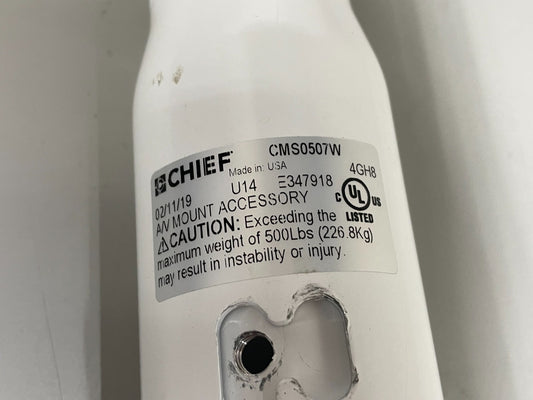 CHIEF CMS0507W
Made in: USA
02/11/19 U14 E347918 4GH8
A/V MOUNT ACCESSORY
CAUTION: Exceeding the
maximum weight of 500Lbs (226.8Kg)
may result in instability or injury.
C UL US
LISTED